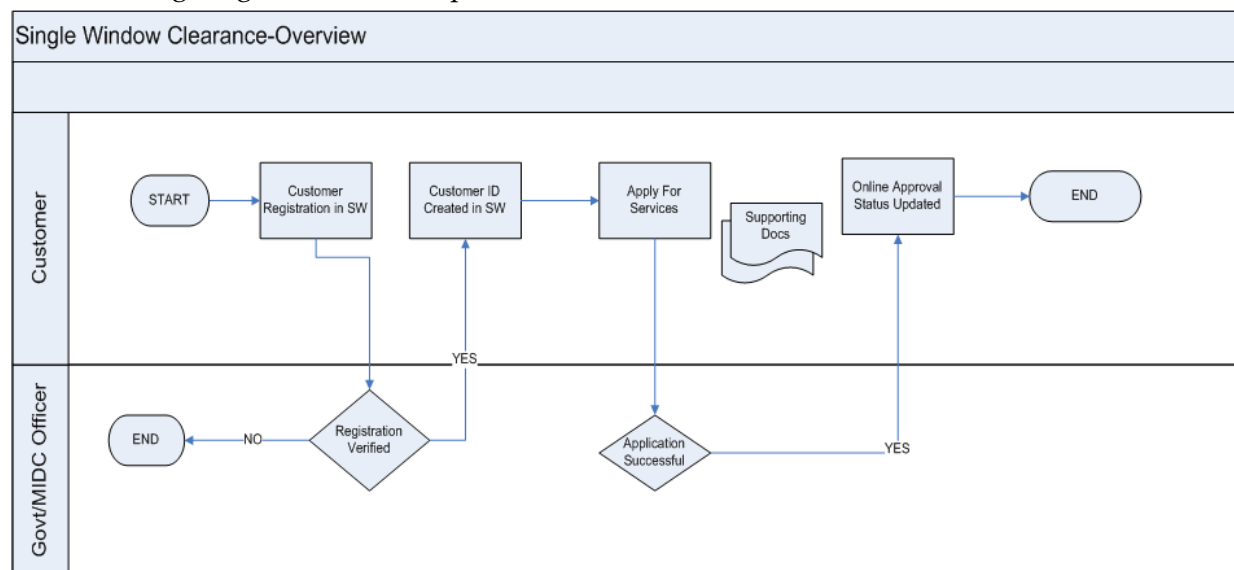 Single Window Clearance-Overview
Customer
START
Customer
Registration in SW
Customer ID
Created in SW
Apply For
Services
Supporting
Docs
Online Approval
Status Updated
END
YES
Govt/MIDC Officer
END
NO
Registration
Verified
Application
Successful
YES